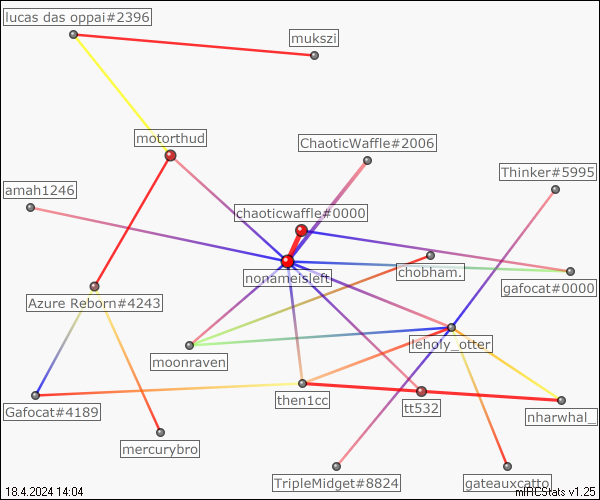 lucas das oppai#2396
mukszi
motorthud
ChaoticWaffle#2006
Thinker#5995
amah1246
chaoticwaffle#0000
nonameisleft
chobham.
gafocat#0000
Azure Reborn#4243
lenoly_otter
moonraven
then1cc
tt532
Gafocat#4189
nharwhal_
mercurybro
TripleMidget#8824
gateauxcatto
18.4.2024 14:04
mIRCStats v1.25